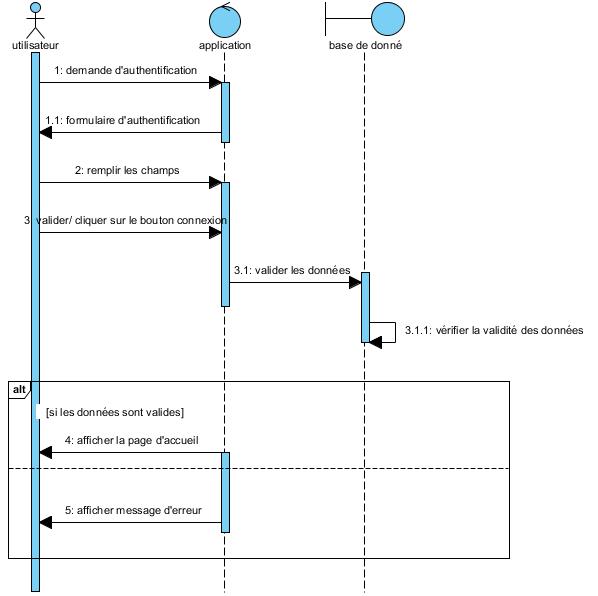 utilisateur
application
base de donné
1: demande d'authentification
1.1: formulaire d'authentification
2: remplir les champs
3: valider/ cliquer sur le bouton connexion
3.1: valider les données
3.1.1: vérifier la validité des données
alt
[si les données sont valides]
4: afficher la page d'accueil
5: afficher message d'erreur